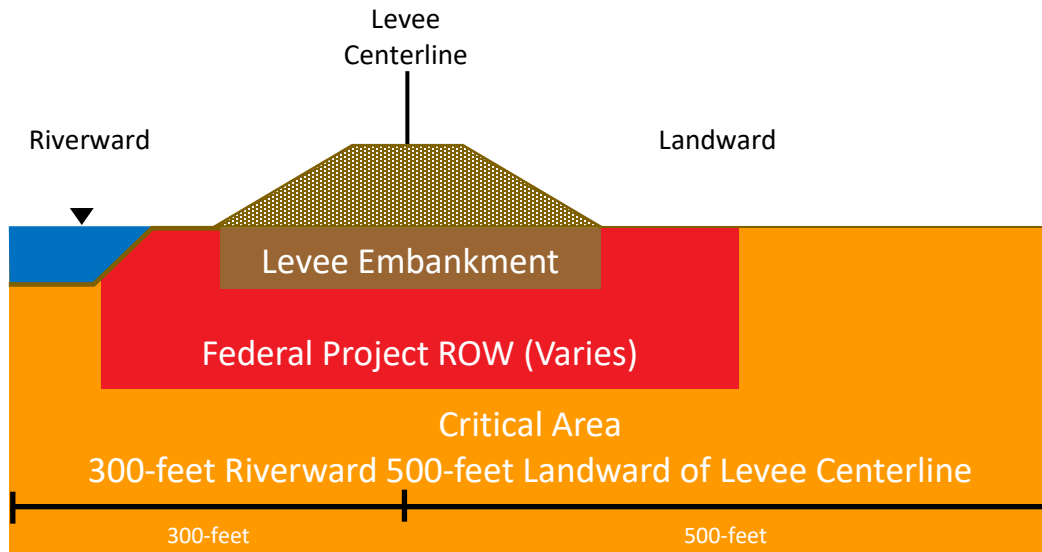 Levee
Centerline
Riverward
Landward
Levee Embankment
Federal Project ROW (Varies)
Critical Area
300-feet Riverward 500-feet Landward of Levee Centerline
300-feet
500-feet